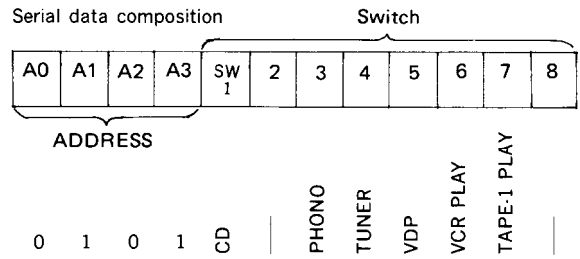 Serial data composition Switch
A0 A1 A2 A3 SW 1 2 3 4 5 6 7 8
ADDRESS
0 1 0 1 CD | PHONO TUNER VDP VCR PLAY TAPE-1 PLAY |